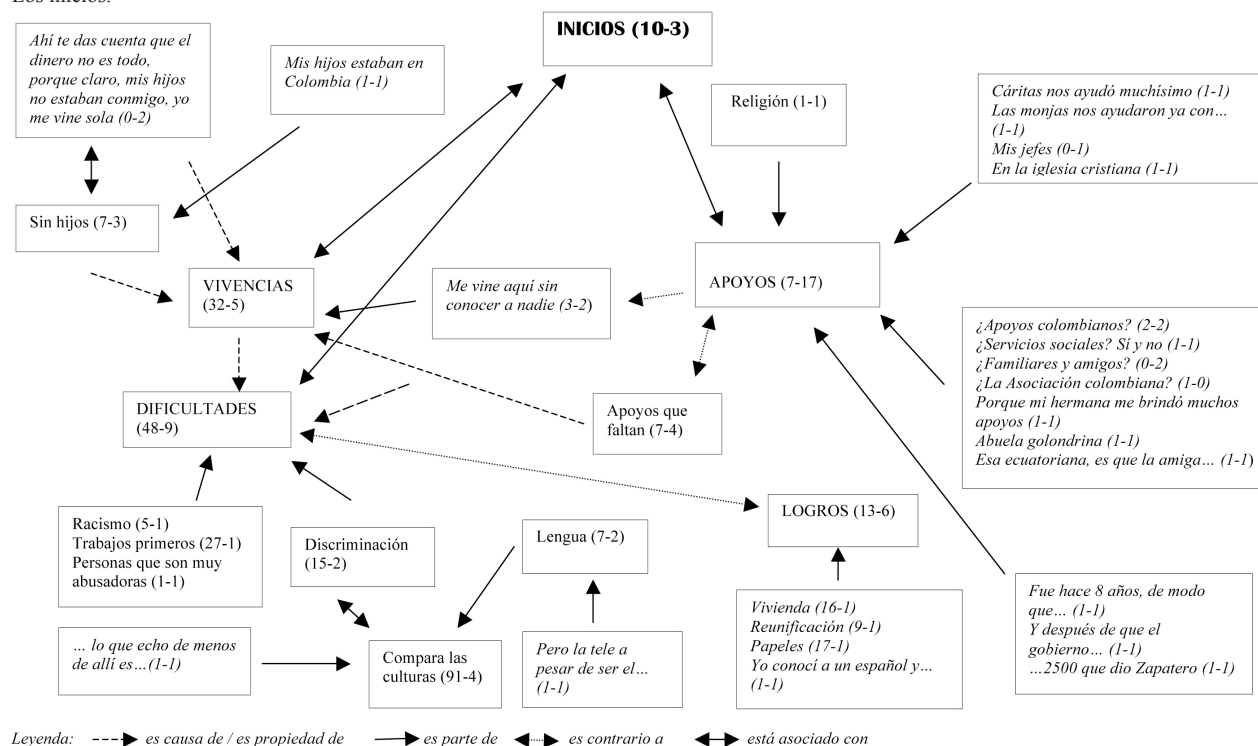 INICIOS (10-3)
Ahí te das cuenta que el
dinero no es todo,
porque claro, mis hijos
no estaban conmigo, yo
me vine sola (0-2)
Mis hijos estaban en
Colombia (1-1)
Religión (1-1)
Cáritas nos ayudó muchísimo (1-1)
Las monjas nos ayudaron ya con…
(1-1)
Mis jefes (0-1)
En la iglesia cristiana (1-1)
Sin hijos (7-3)
VIVENCIAS
(32-5)
Me vine aquí sin
conocer a nadie (3-2)
APOYOS (7-17)
¿Apoyos colombianos? (2-2)
¿Servicios sociales? Sí y no (1-1)
¿Familiares y amigos? (0-2)
¿La Asociación colombiana? (1-0)
Porque mi hermana me brindó muchos
apoyos (1-1)
Abuela golondrina (1-1)
Esa ecuatoriana, es que la amiga… (1-1)
DIFICULTADES
(48-9)
Apoyos que
faltan (7-4)
LOGROS (13-6)
Racismo (5-1)
Trabajos primeros (27-1)
Personas que son muy
abusadoras (1-1)
Discriminación
(15-2)
Lengua (7-2)
Vivienda (16-1)
Reunificación (9-1)
Papeles (17-1)
Yo conocí a un español y…
(1-1)
Fue hace 8 años, de modo
que… (1-1)
Y después de que el
gobierno… (1-1)
…2500 que dio Zapatero (1-1)
… lo que echo de menos
de allí es…(1-1)
Compara las
culturas (91-4)
Pero la tele a
pesar de ser el…
(1-1)
Leyenda: es causa de / es propiedad de es parte de es contrario a está asociado con